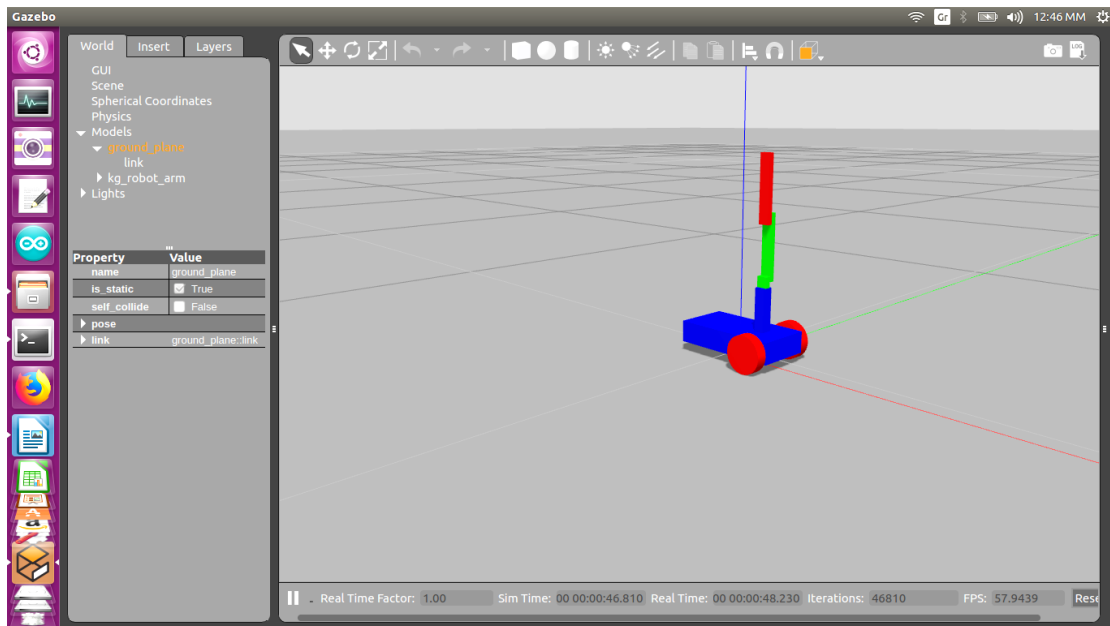 Gazebo
Gr
12:46 MM
World Insert Layers
LOG
GUI
Scene
Spherical Coordinates
Physics
Models
ground_plane
link
kg_robot_arm
Lights
Property Value
name ground_plane
is_static True
self_collide False
pose
link ground_plane::link
Real Time Factor: 1.00 Sim Time: 00 00:00:46.810 Real Time: 00 00:00:48.230 Iterations: 46810 FPS: 57.9439 Rese